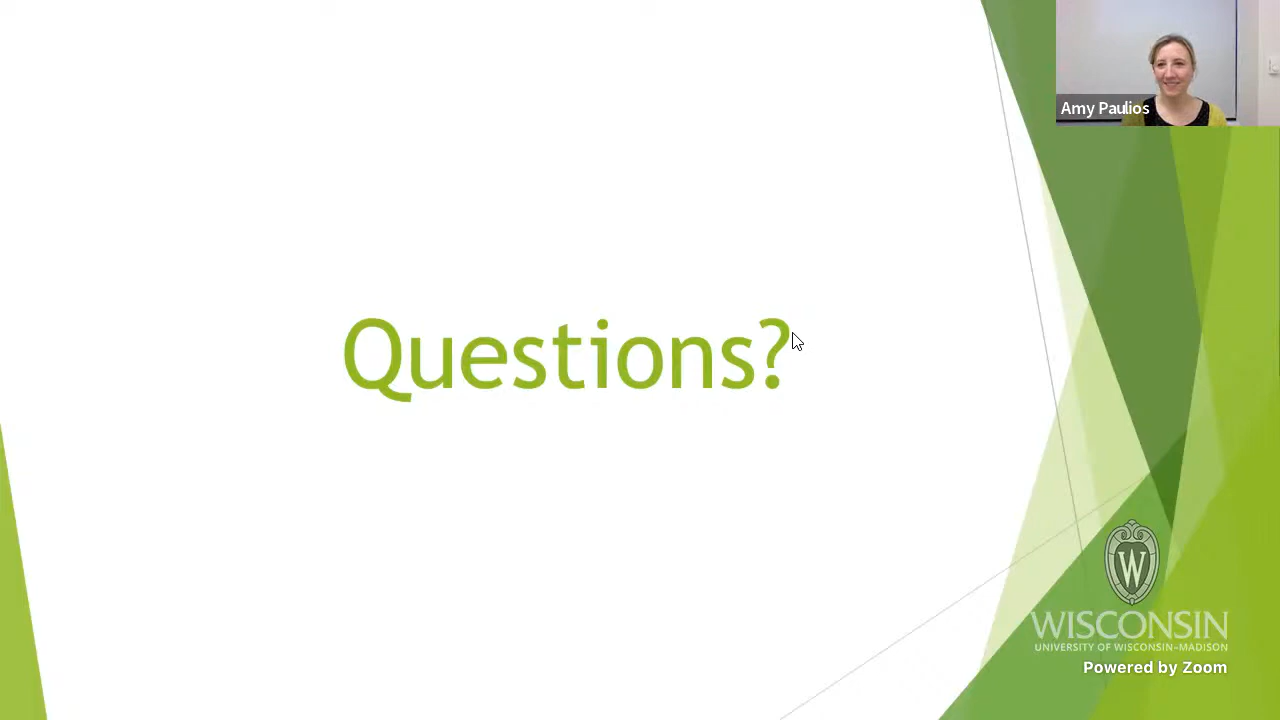 Amy Paulios
Questions?
W
WISCONSIN
UNIVERSITY OF WISCONSIN–MADISON
Powered by Zoom